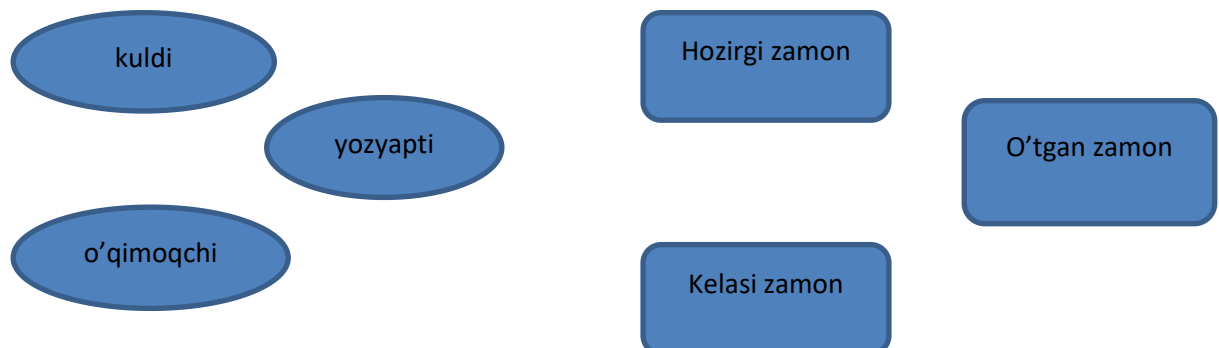 kuldi
yozyapti
o’qimoqchi
Hozirgi zamon
O’tgan zamon
Kelasi zamon